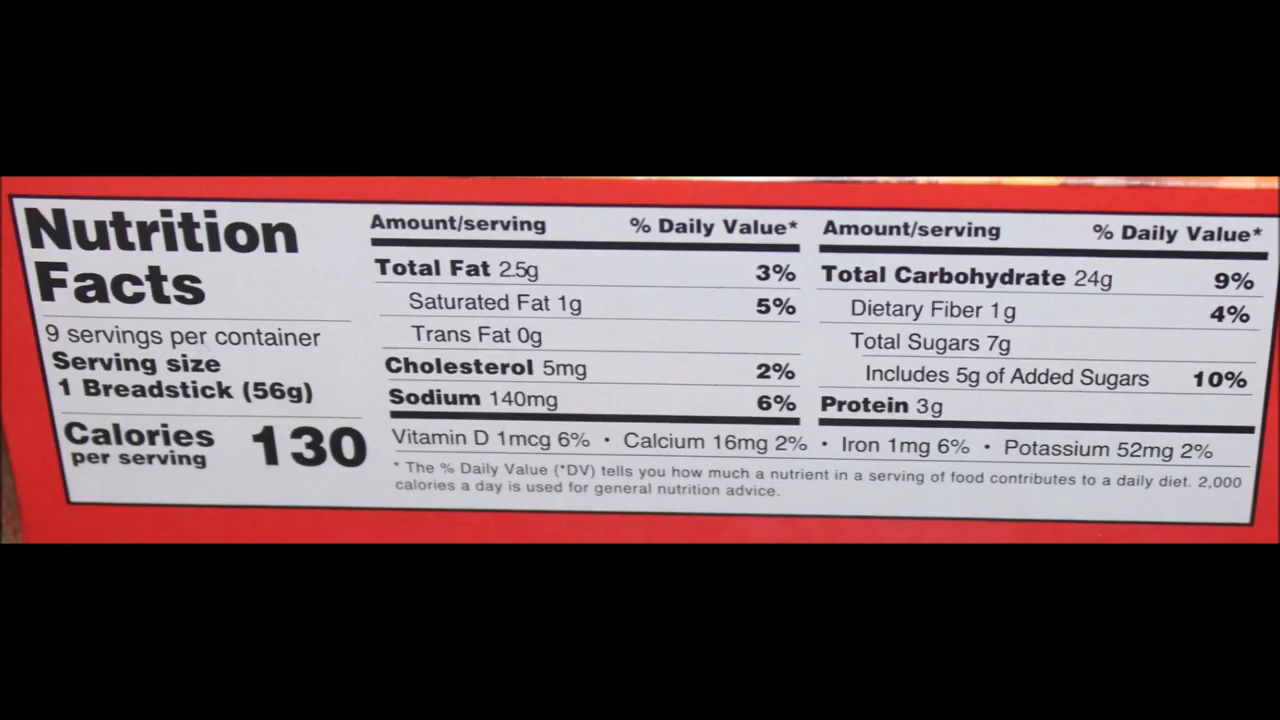 Nutrition
Facts
9 servings per container
Serving size
1 Breadstick (56g)
Calories 130
per serving
Amount/serving % Daily Value*
Total Fat 2.5g 3%
Saturated Fat 1g 5%
Trans Fat 0g
Cholesterol 5mg 2%
Sodium 140mg 6%
Amount/serving % Daily Value*
Total Carbohydrate 24g 9%
Dietary Fiber 1g 4%
Total Sugars 7g
Includes 5g of Added Sugars 10%
Protein 3g
Vitamin D 1mcg 6% • Calcium 16mg 2% • Iron 1mg 6% • Potassium 52mg 2%
* The % Daily Value (*DV) tells you how much a nutrient in a serving of food contributes to a daily diet. 2,000
calories a day is used for general nutrition advice.